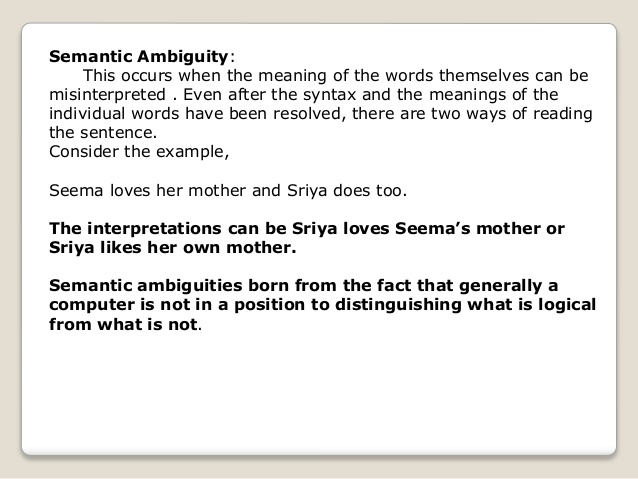 Semantic Ambiguity:
This occurs when the meaning of the words themselves can be
misinterpreted . Even after the syntax and the meanings of the
individual words have been resolved, there are two ways of reading
the sentence.
Consider the example,
Seema loves her mother and Sriya does too.
The interpretations can be Sriya loves Seema’s mother or
Sriya likes her own mother.
Semantic ambiguities born from the fact that generally a
computer is not in a position to distinguishing what is logical
from what is not.